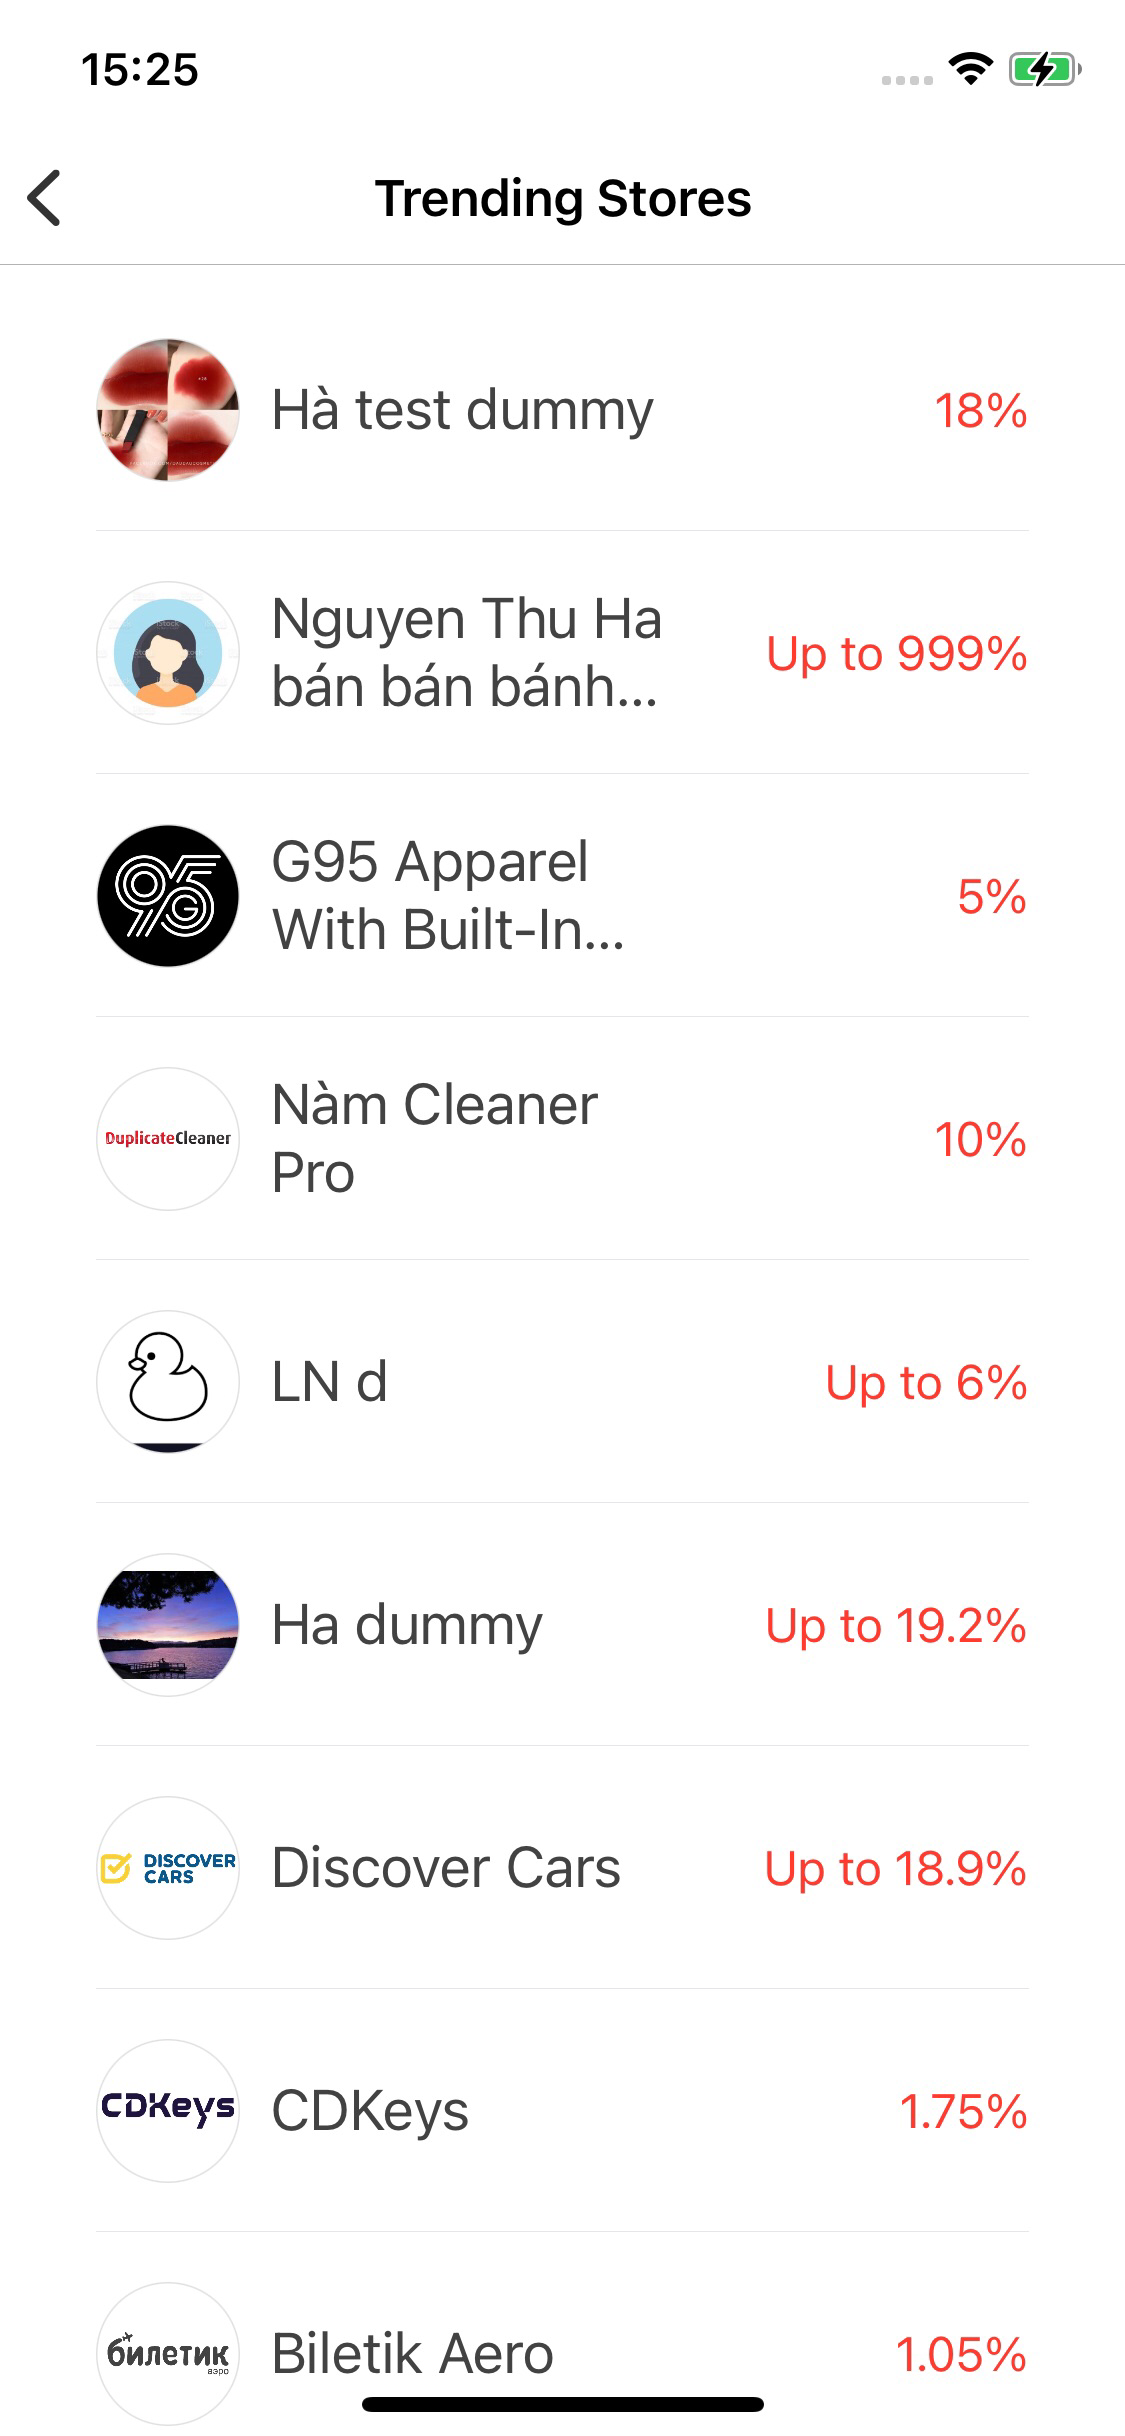 15:25
Trending Stores
Hà test dummy
18%
Nguyen Thu Ha
bán bán bánh...
Up to 999%
iStock
95
G
G95 Apparel
With Built-In...
5%
DuplicateCleaner
Nàm Cleaner
Pro
10%
LN d
Up to 6%
Ha dummy
Up to 19.2%
DISCOVER
CARS
Discover Cars
Up to 18.9%
CDKeys
CDKeys
1.75%
билетик
аэро
Biletik Aero
1.05%